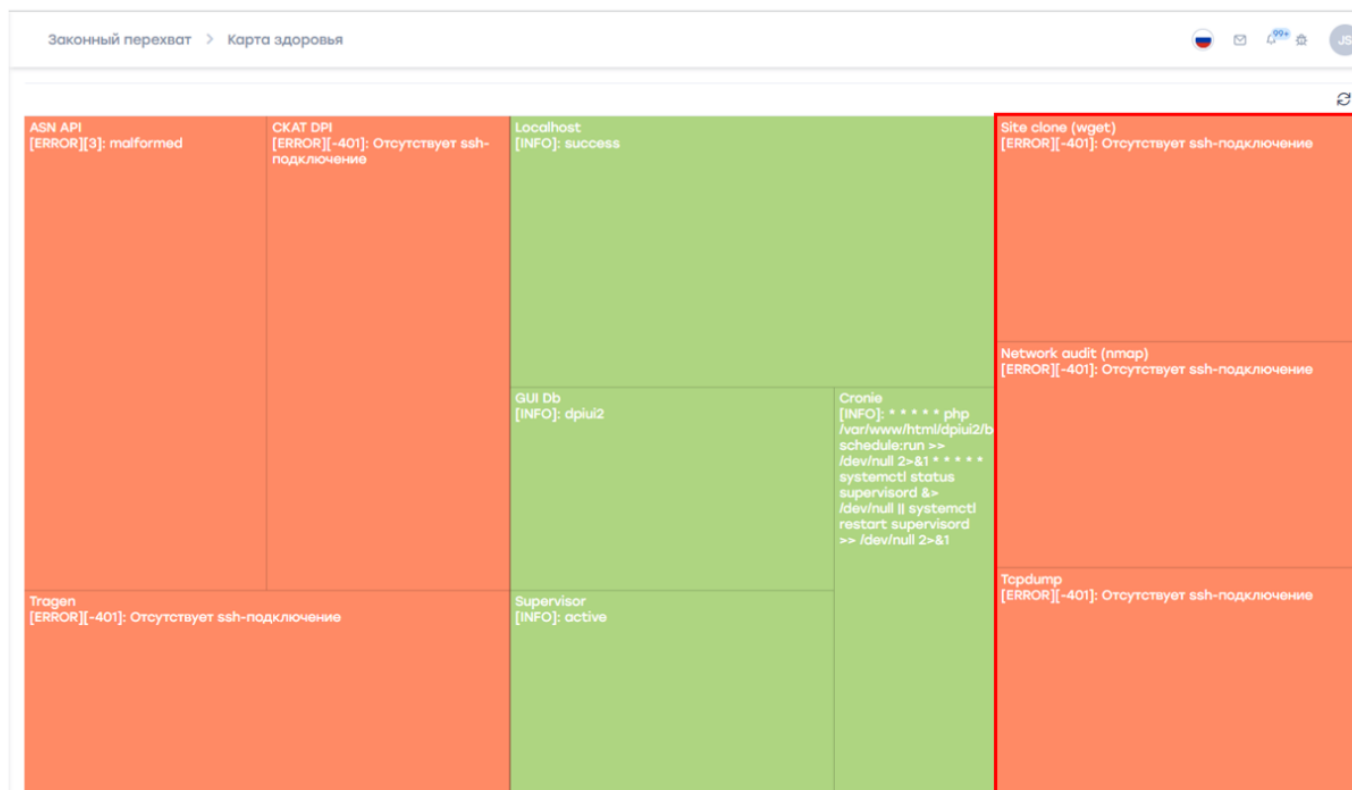 Законный перехват > Карта здоровья
99+
JS
ASN API
[ERROR][3]: malformed
СКАТ DPI
[ERROR][-401]: Отсутствует ssh-
подключение
Localhost
[INFO]: success
Site clone (wget)
[ERROR][-401]: Отсутствует ssh-подключение
Network audit (nmap)
[ERROR][-401]: Отсутствует ssh-подключение
GUI Db
[INFO]: dpiui2
Cronie
[INFO]: * * * * * php
/var/www/html/dpiui2/b
schedule:run >>
/dev/null 2>&1 * * * * *
systemctl status
supervisord &>
/dev/null || systemctl
restart supervisord
>> /dev/null 2>&1
Tcpdump
[ERROR][-401]: Отсутствует ssh-подключение
Tragen
[ERROR][-401]: Отсутствует ssh-подключение
Supervisor
[INFO]: active